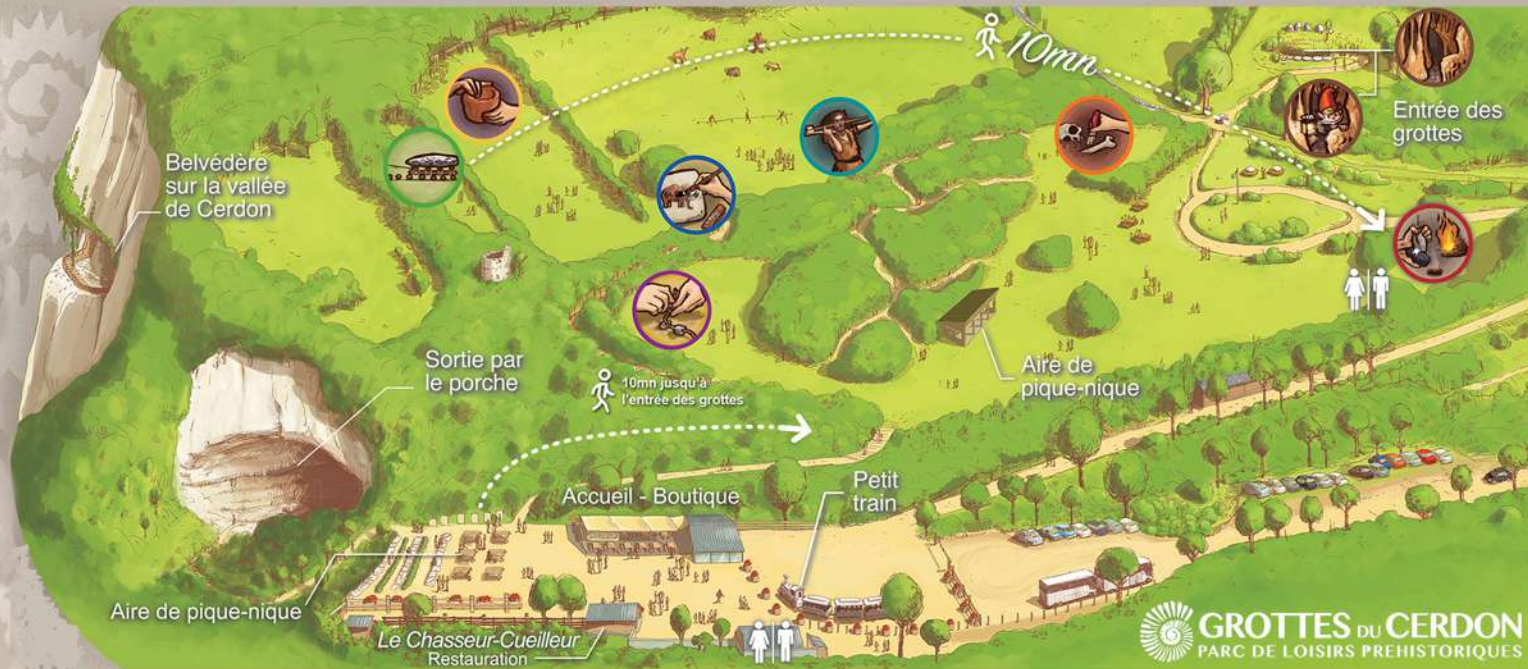 10mn
Entrée des
grottes
Belvédère
sur la vallée
de Cerdon
Sortie par
le porche
10mn jusqu'à
l'entrée des grottes
Aire de
pique-nique
Accueil - Boutique
Petit
train
Aire de pique-nique
Le Chasseur-Cueilleur
Restauration
GROTTES DU CERDON
PARC DE LOISIRS PREHISTORIQUES